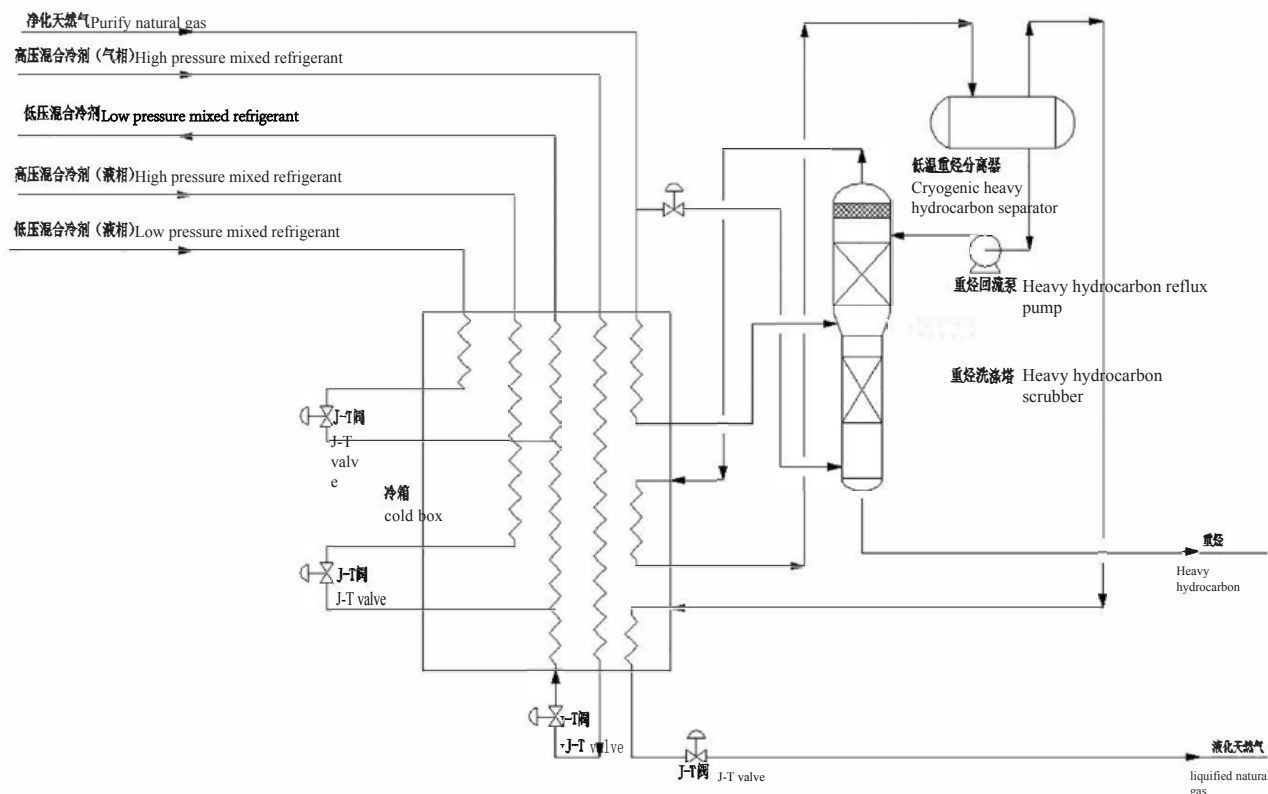 净化天然气Purify natural gas
高压混合冷剂（气相）High pressure mixed refrigerant
低压混合冷剂Low pressure mixed refrigerant
高压混合冷剂（液相）High pressure mixed refrigerant
低压混合冷剂（液相）Low pressure mixed refrigerant
低温重烃分离器
Cryogenic heavy
hydrocarbon separator
重烃回流泵 Heavy hydrocarbon reflux
pump
重烃洗涤塔 Heavy hydrocarbon
scrubber
J-T阀
J-T
valv
e
冷箱
cold box
J-T阀
J-T valve
重烃
Heavy
hydrocarbon
-T阀
J-T valve
J-T阀 J-T valve
液化天然气
liquified natura
gas